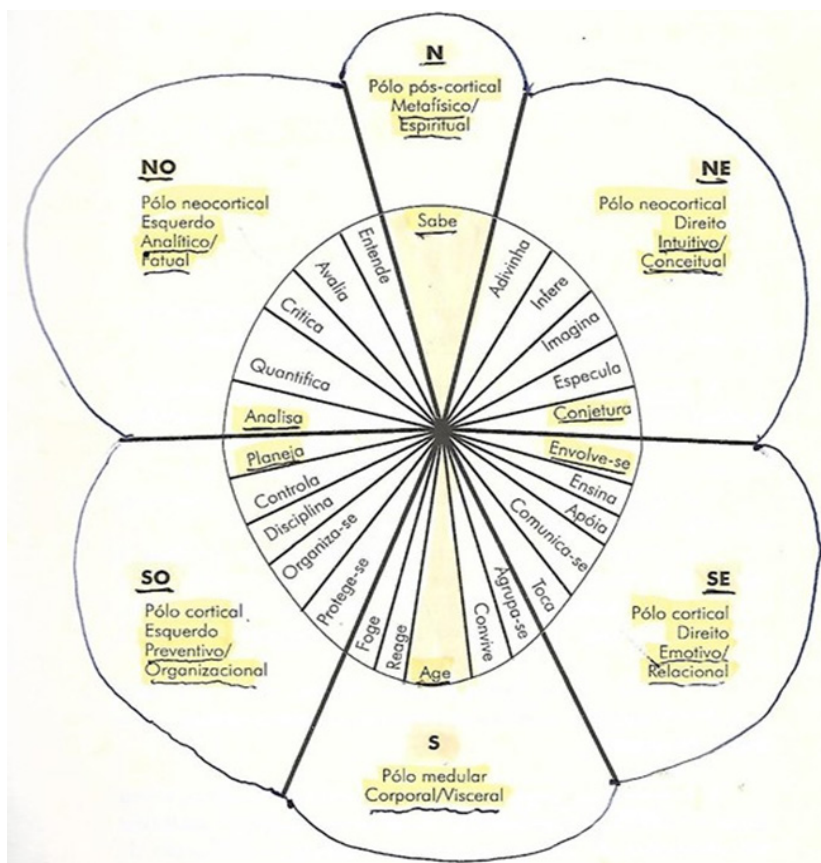 N
Pólo pós-cortical
Metafísico/
Espiritual
NO
Pólo neocortical
Esquerdo
Analítico/
Fatual
NE
Pólo neocortical
Direito
Intuitivo/
Conceitual
Sabe
Adivinha
Infere
Imagina
Especula
Conjetura
Envolve-se
Ensina
Apóia
Comunica-se
Toca
Agrupa-se
Convive
Age
Reage
Foge
Protege-se
Organiza-se
Disciplina
Controla
Planeja
Analisa
Quantifica
Critica
Avalia
Entende
SO
Pólo cortical
Esquerdo
Preventivo/
Organizacional
SE
Pólo cortical
Direito
Emotivo/
Relacional
S
Pólo medular
Corporal/Visceral